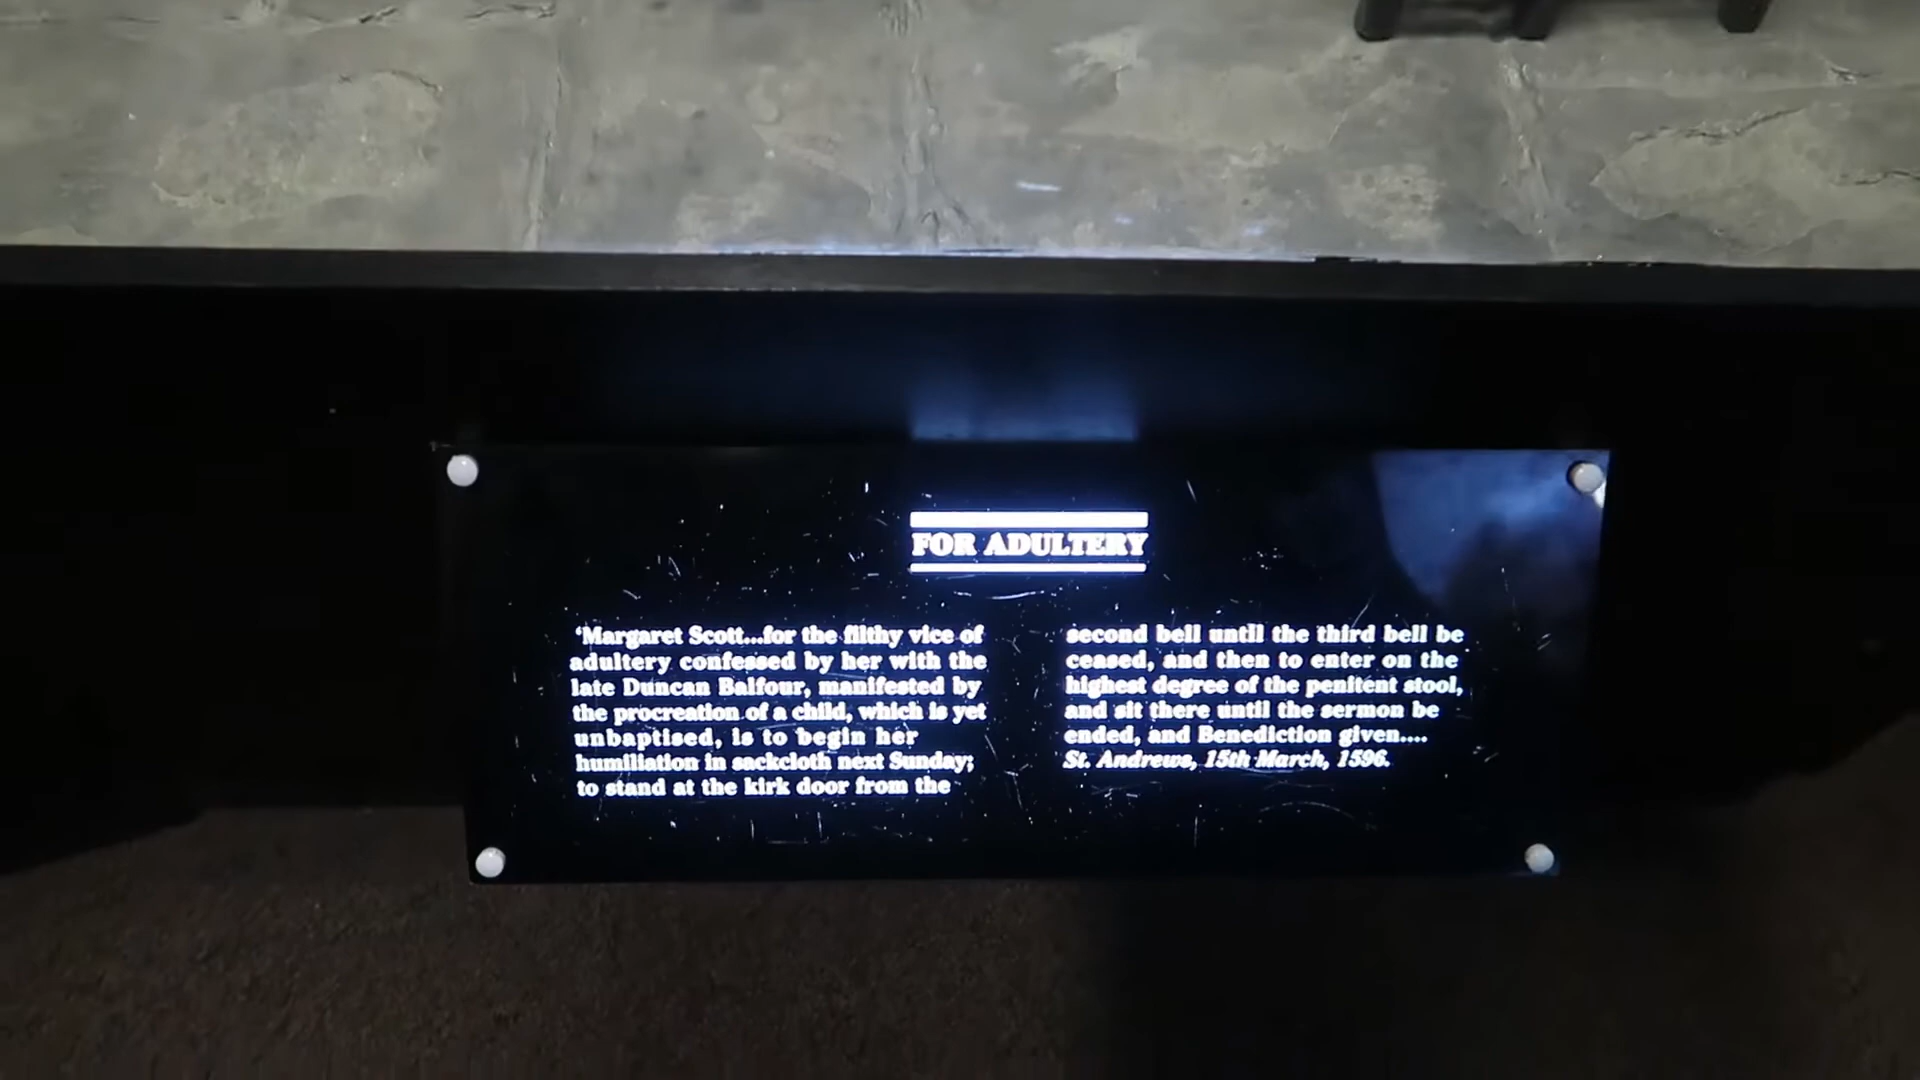 FOR ADULTERY
‘Margaret Scott...for the filthy vice of
adultery confessed by her with the
late Duncan Balfour, manifested by
the procreation of a child, which is yet
unbaptised, is to begin her
humiliation in sackcloth next Sunday;
to stand at the kirk door from the
second bell until the third bell be
ceased, and then to enter on the
highest degree of the penitent stool,
and sit there until the sermon be
ended, and Benediction given....
St. Andrews, 15th March, 1596.